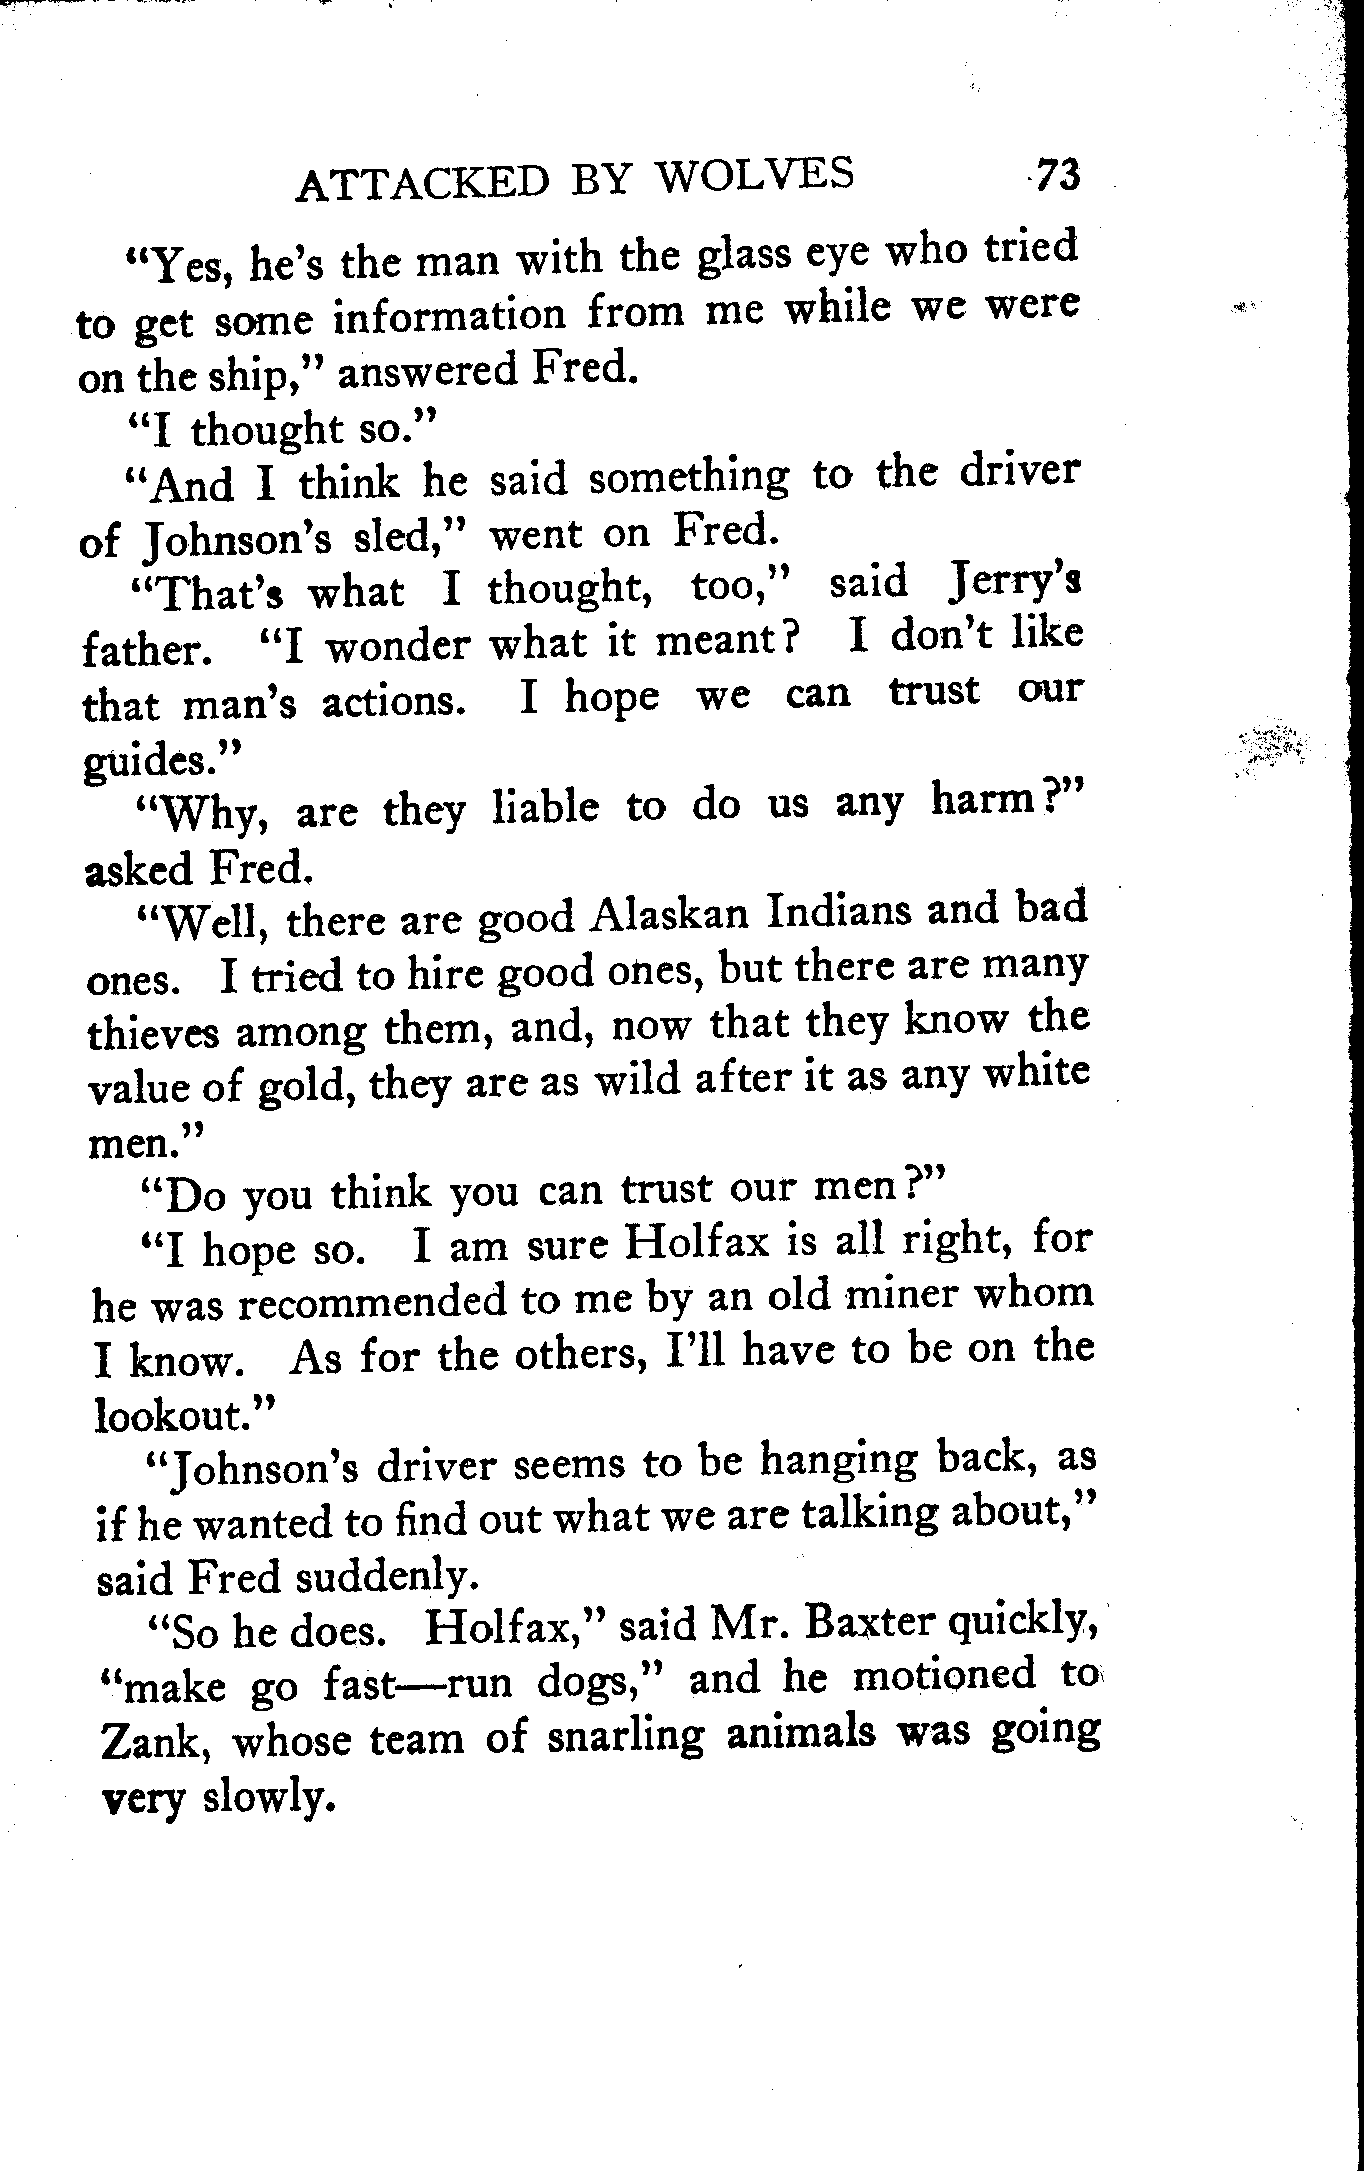 ATTACKED BY WOLVES 73
"Yes, he's the man with the glass eye who tried
to get some information from me while we were
on the ship," answered Fred.
"I thought so."
"And I think he said something to the driver
of Johnson's sled," went on Fred.
"That's what I thought, too," said Jerry's
father. "I wonder what it meant? I don't like
that man's actions. I hope we can trust our
guides."
"Why, are they liable to do us any harm?"
asked Fred.
"Well, there are good Alaskan Indians and bad
ones. I tried to hire good ones, but there are many
thieves among them, and, now that they know the
value of gold, they are as wild after it as any white
men."
"Do you think you can trust our men?"
"I hope so. I am sure Holfax is all right, for
he was recommended to me by an old miner whom
I know. As for the others, I'll have to be on the
lookout."
"Johnson's driver seems to be hanging back, as
if he wanted to find out what we are talking about,"
said Fred suddenly.
"So he does. Holfax," said Mr. Baxter quickly,
"make go fast—run dogs," and he motioned to
Zank, whose team of snarling animals was going
very slowly.